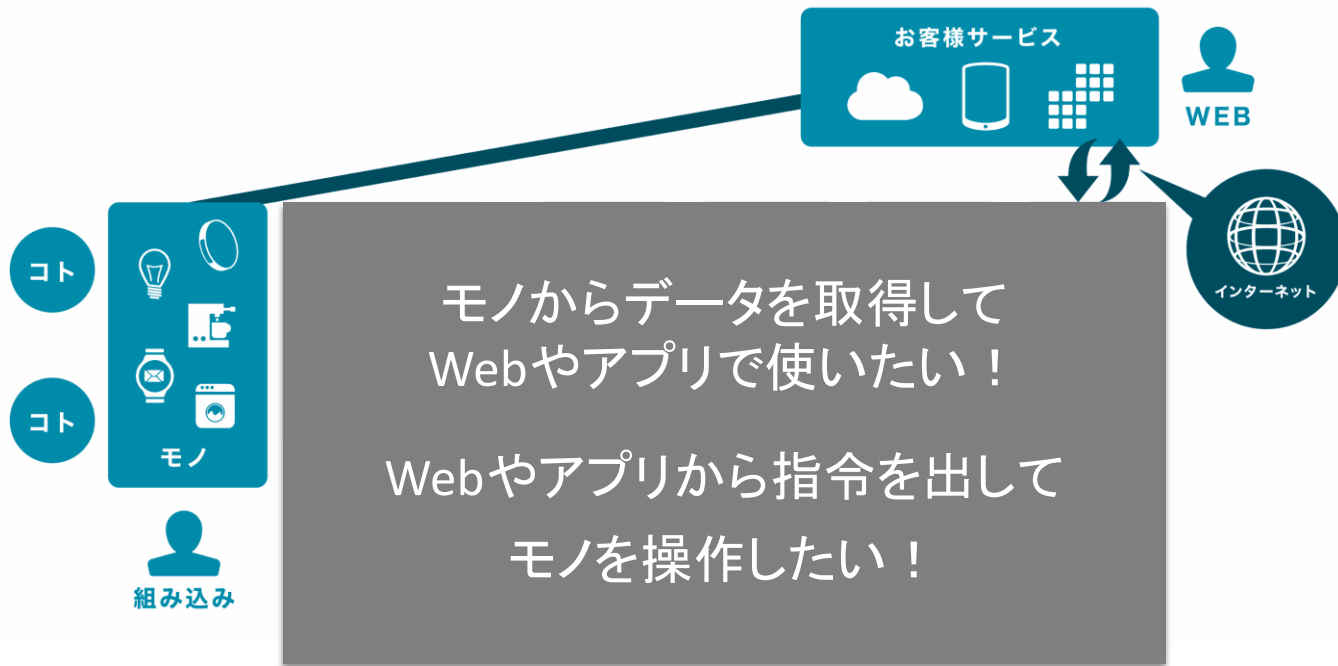 お客様サービス
WEB
インターネット
コト
コト
モノ
組み込み
モノからデータを取得して
Webやアプリで使いたい！
Webやアプリから指令を出して
モノを操作したい！